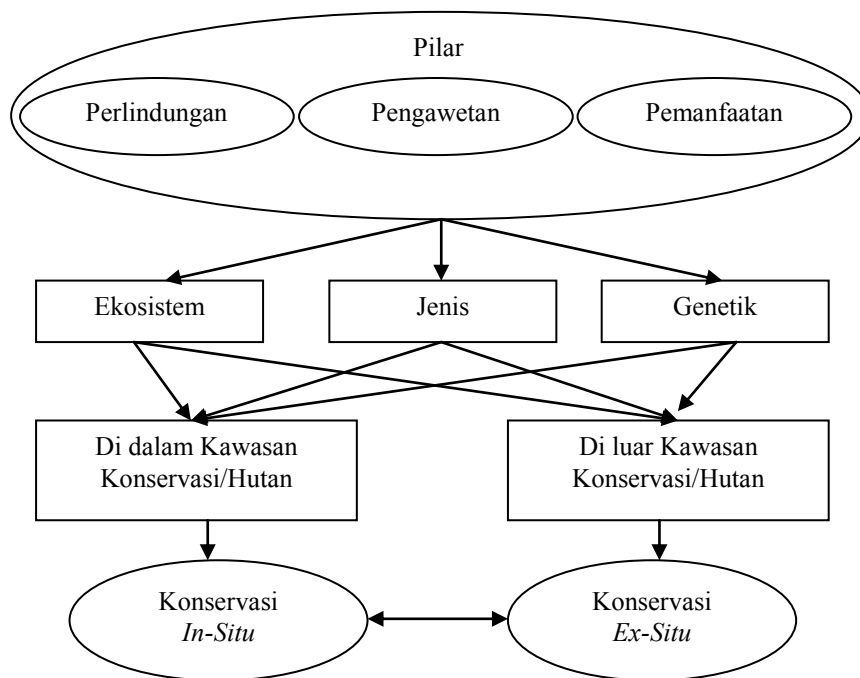 Pilar
Perlindungan
Pengawetan
Pemanfaatan
Ekosistem
Jenis
Genetik
Di dalam Kawasan
Konservasi/Hutan
Di luar Kawasan
Konservasi/Hutan
Konservasi
In-Situ
Konservasi
Ex-Situ